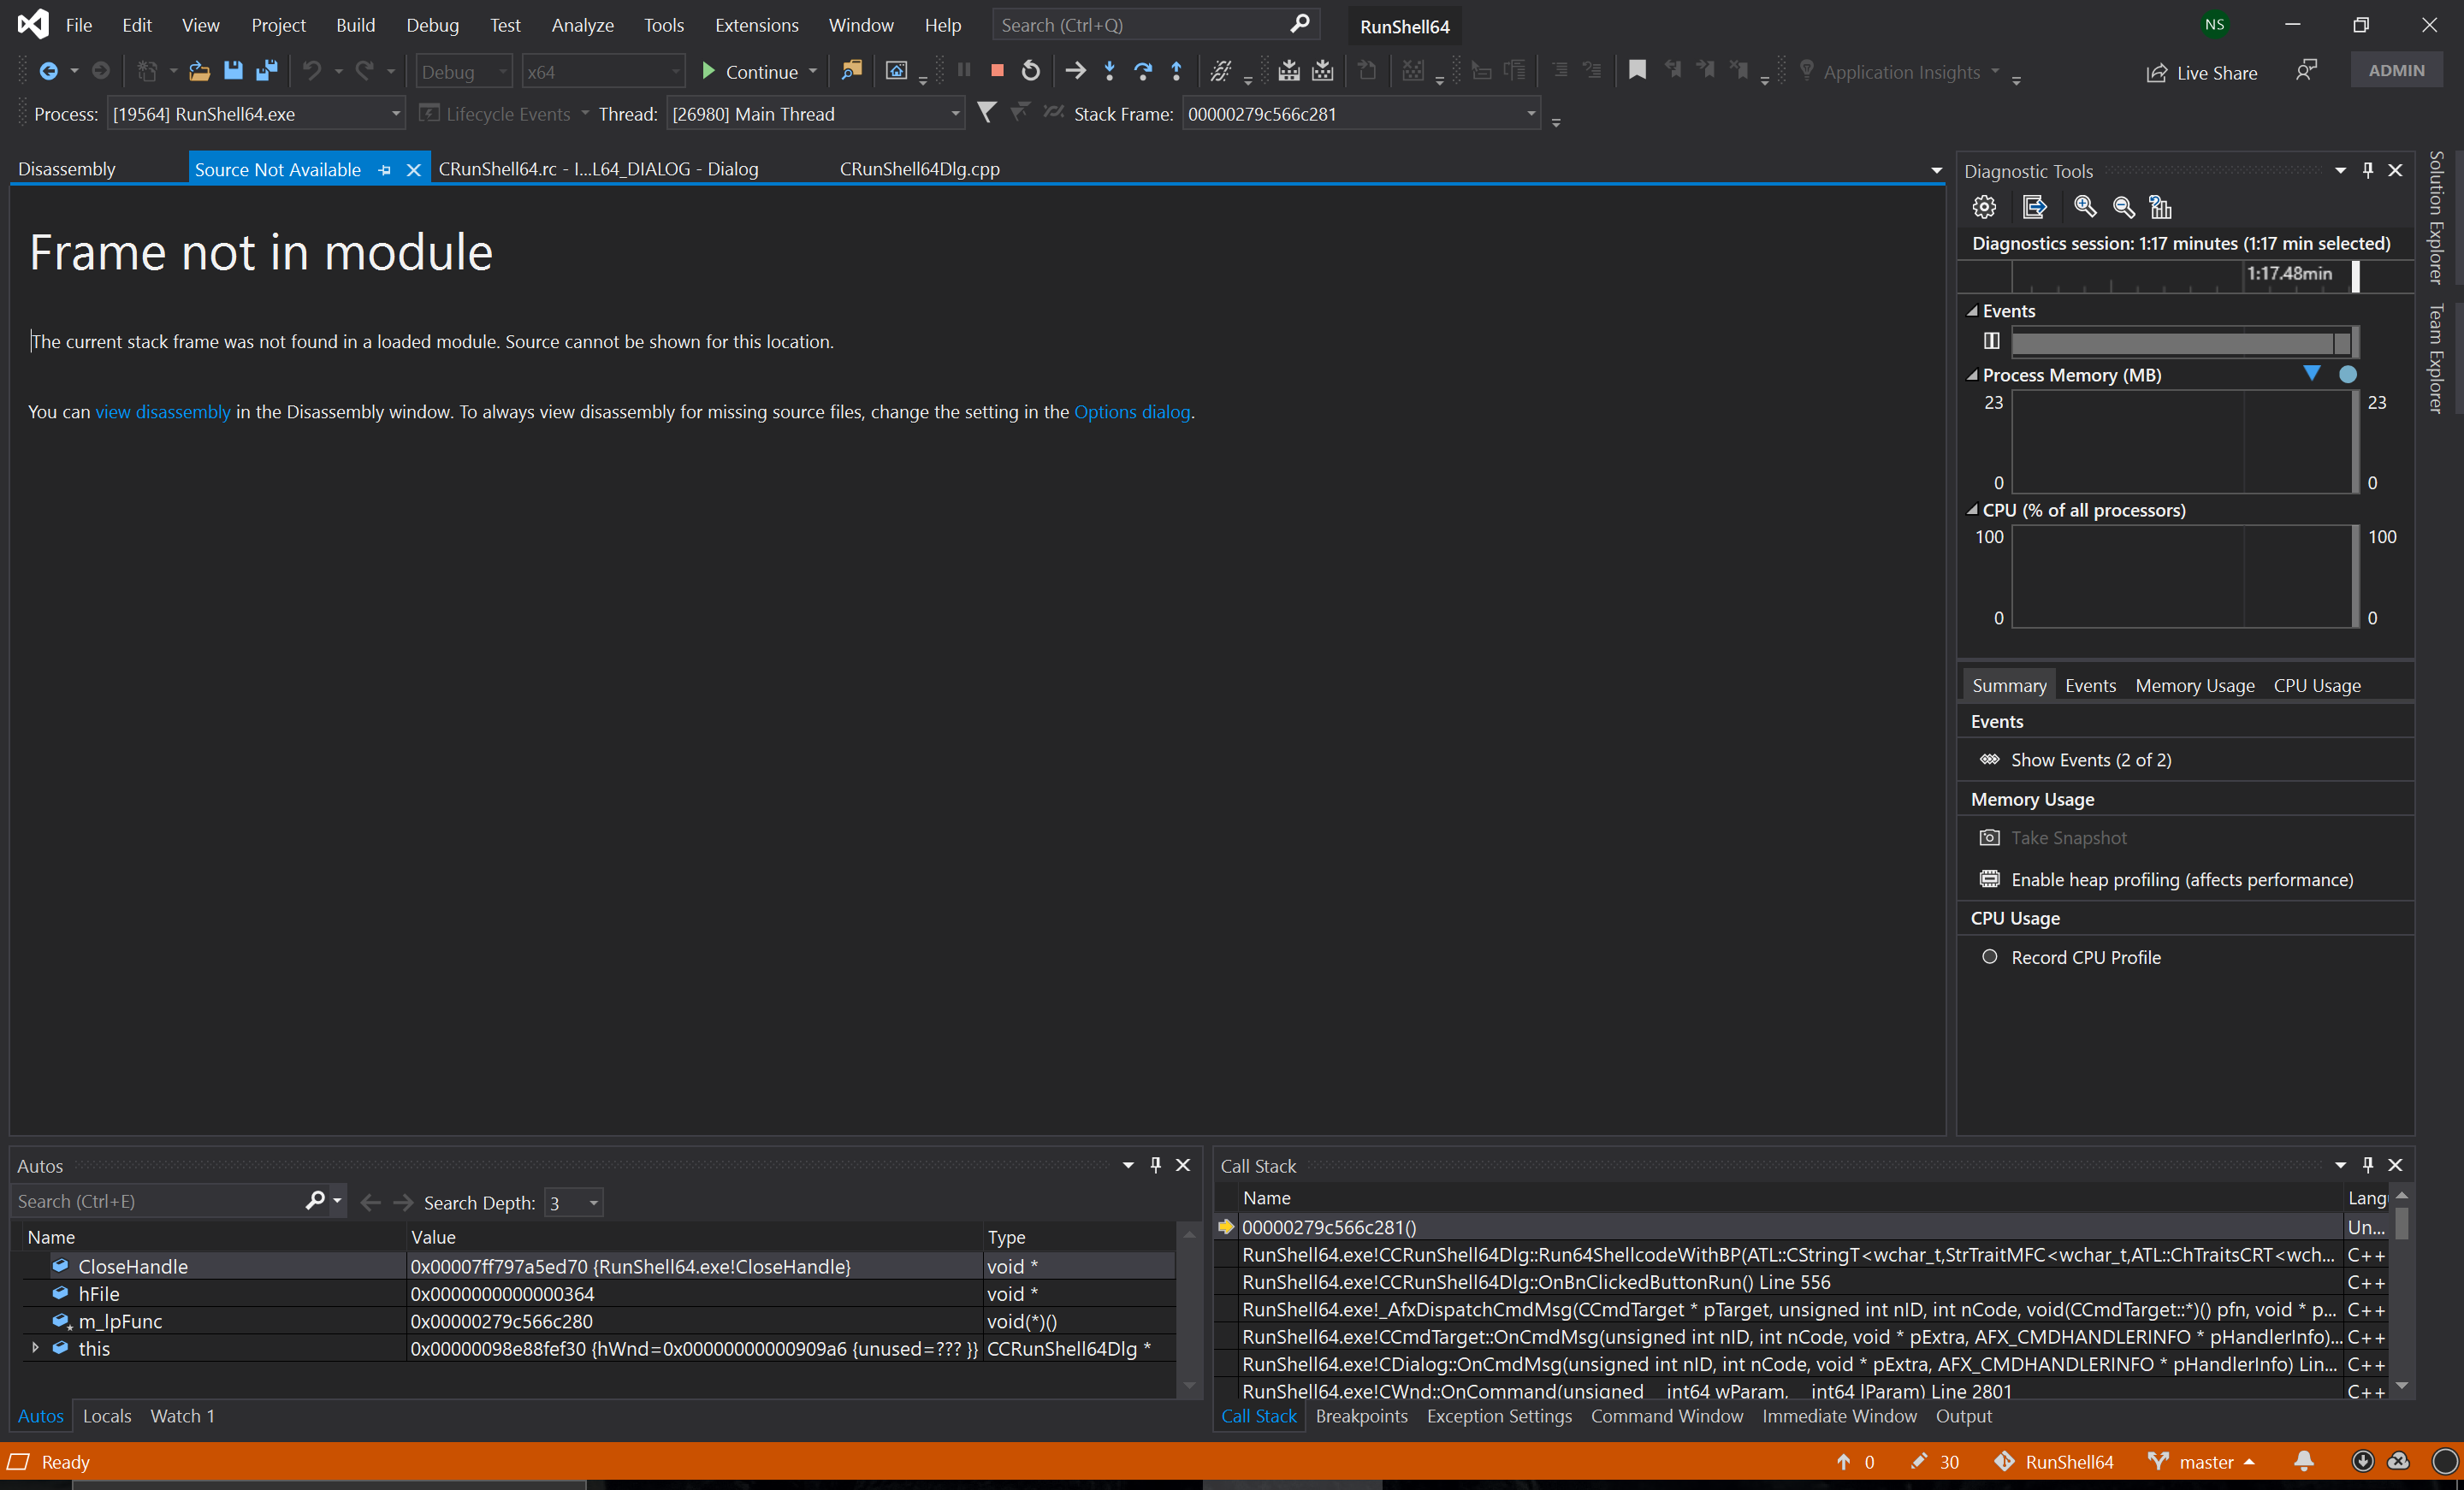 File Edit View Project Build Debug Test Analyze Tools Extensions Window Help Search (Ctrl+Q) RunShell64 NS
Debug x64 Continue Application Insights Live Share ADMIN
Process: [19564] RunShell64.exe Lifecycle Events Thread: [26980] Main Thread Stack Frame: 00000279c566c281
Disassembly Source Not Available CRunShell64.rc - I...L64_DIALOG - Dialog CRunShell64Dlg.cpp
Frame not in module
The current stack frame was not found in a loaded module. Source cannot be shown for this location.
You can view disassembly in the Disassembly window. To always view disassembly for missing source files, change the setting in the Options dialog.
Diagnostic Tools
Diagnostics session: 1:17 minutes (1:17 min selected)
1:17.48min
Events
Process Memory (MB)
23 23
0 0
CPU (% of all processors)
100 100
0 0
Summary Events Memory Usage CPU Usage
Events
Show Events (2 of 2)
Memory Usage
Take Snapshot
Enable heap profiling (affects performance)
CPU Usage
Record CPU Profile
Solution Explorer
Team Explorer
Autos
Search (Ctrl+E) Search Depth: 3
Name Value Type
CloseHandle 0x00007ff797a5ed70 {RunShell64.exe!CloseHandle} void *
hFile 0x0000000000000364 void *
m_lpFunc 0x00000279c566c280 void(*)()
this 0x00000098e88fef30 {hWnd=0x00000000000909a6 {unused=??? }} CCRunShell64Dlg *
Autos Locals Watch 1
Call Stack
Name Lang
00000279c566c281() Un...
RunShell64.exe!CCRunShell64Dlg::Run64ShellcodeWithBP(ATL::CStringT<wchar_t,StrTraitMFC<wchar_t,ATL::ChTraitsCRT<wch... C++
RunShell64.exe!CCRunShell64Dlg::OnBnClickedButtonRun() Line 556 C++
RunShell64.exe!_AfxDispatchCmdMsg(CCmdTarget * pTarget, unsigned int nID, int nCode, void(CCmdTarget::*)() pfn, void * p... C++
RunShell64.exe!CCmdTarget::OnCmdMsg(unsigned int nID, int nCode, void * pExtra, AFX_CMDHANDLERINFO * pHandlerInfo)... C++
RunShell64.exe!CDialog::OnCmdMsg(unsigned int nID, int nCode, void * pExtra, AFX_CMDHANDLERINFO * pHandlerInfo) Lin... C++
RunShell64.exe!CWnd::OnCommand(unsigned __int64 wParam, __int64 lParam) Line 2801 C++
Call Stack Breakpoints Exception Settings Command Window Immediate Window Output
Ready 0 30 RunShell64 master